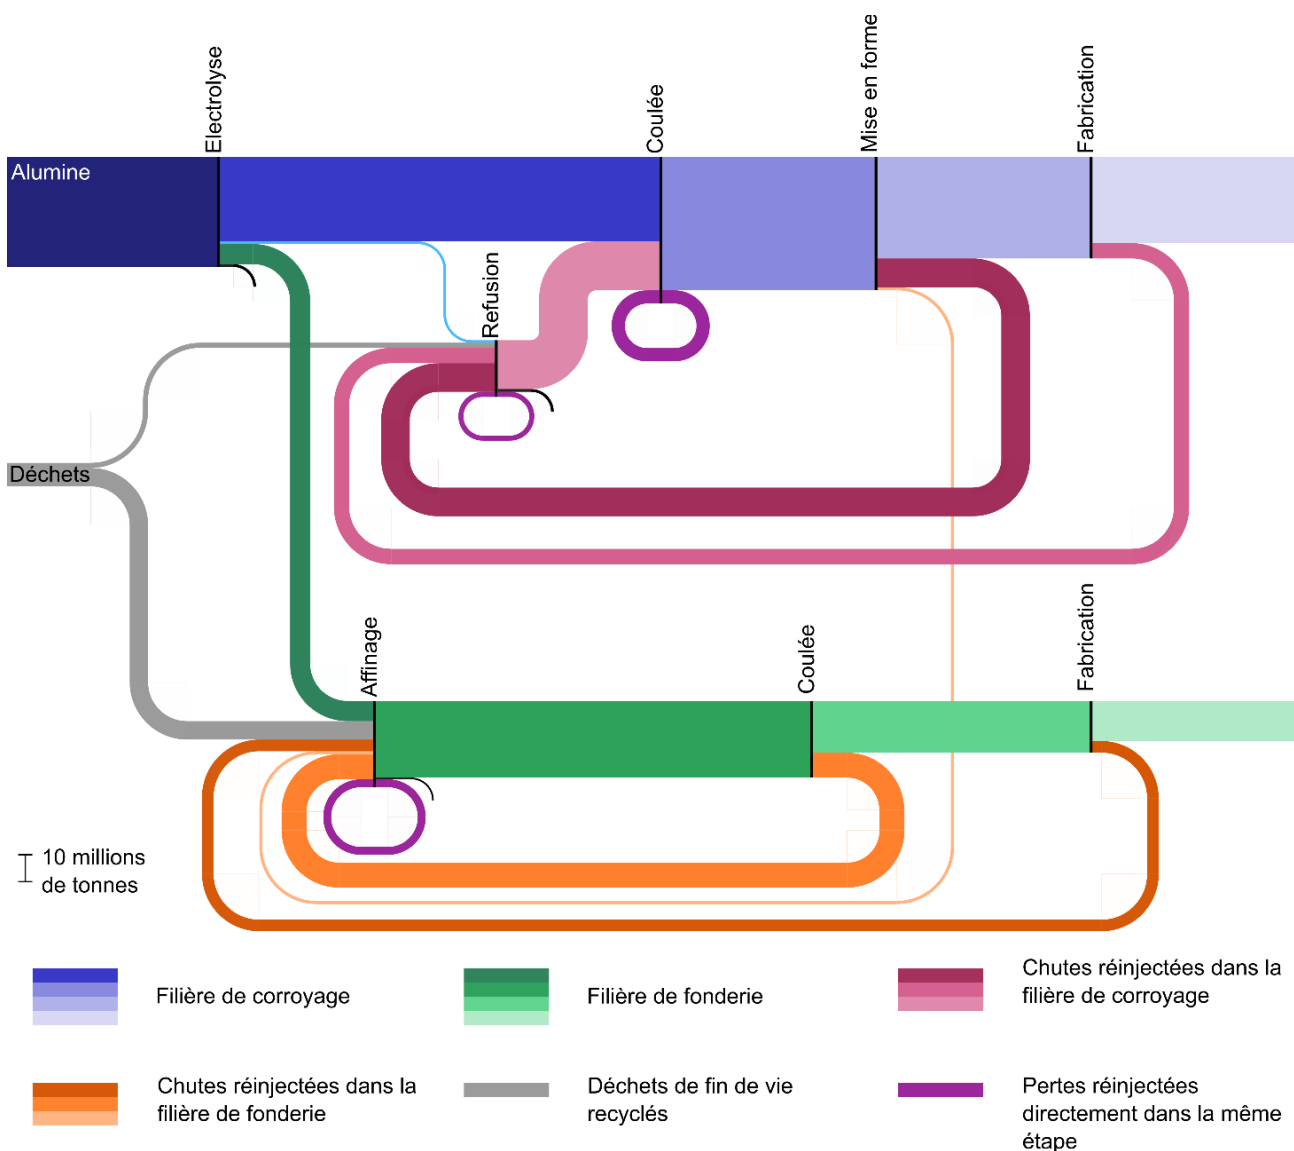 Electrolyse
Coulée
Mise en forme
Fabrication
Alumine
Refusion
Déchets
Affinage
Coulée
Fabrication
10 millions
de tonnes
Filière de corroyage
Filière de fonderie
Chutes réinjectées dans la
filière de corroyage
Chutes réinjectées dans la
filière de fonderie
Déchets de fin de vie
recyclés
Pertes réinjectées
directement dans la même
étape